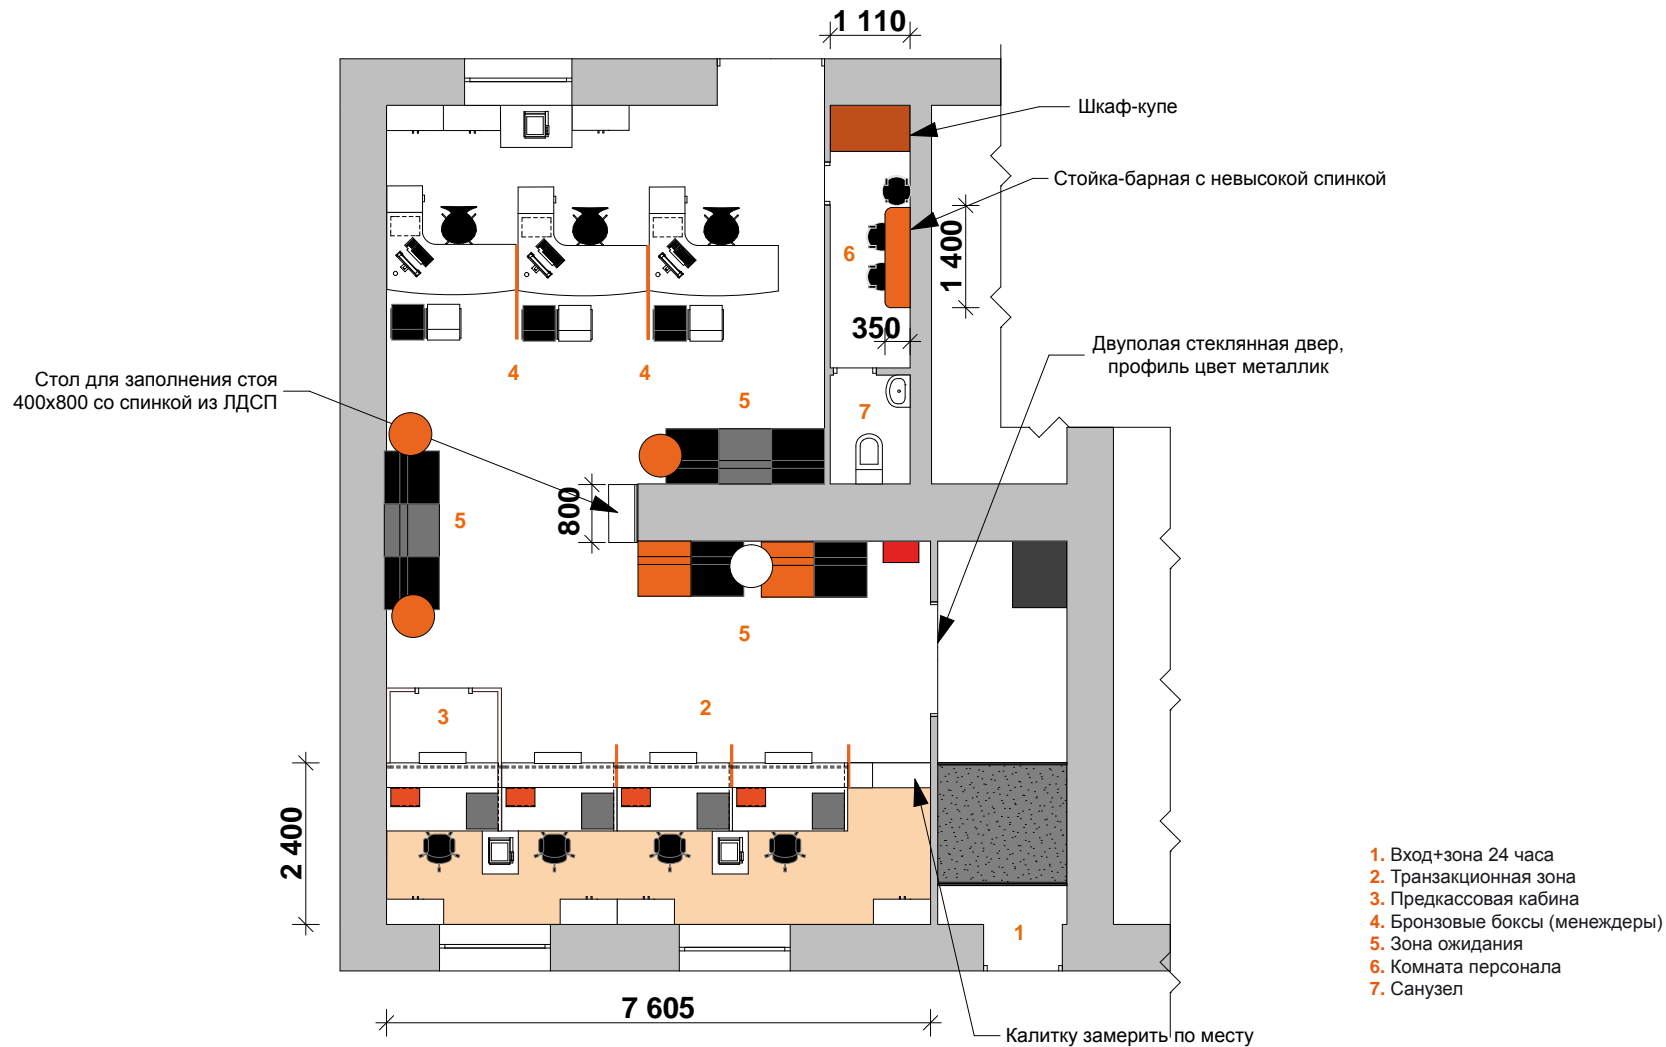 1 110
Шкаф-купе
Стойка-барная с невысокой спинкой
6
1 400
350
Двуполая стеклянная двер,
профиль цвет металлик
Стол для заполнения стоя
400х800 со спинкой из ЛДСП
4
4
5
7
5
800
5
3
2
2 400
1
7 605
Калитку замерить по месту
1. Вход+зона 24 часа
2. Транзакционная зона
3. Предкассовая кабина
4. Бронзовые боксы (менеждеры)
5. Зона ожидания
6. Комната персонала
7. Санузел